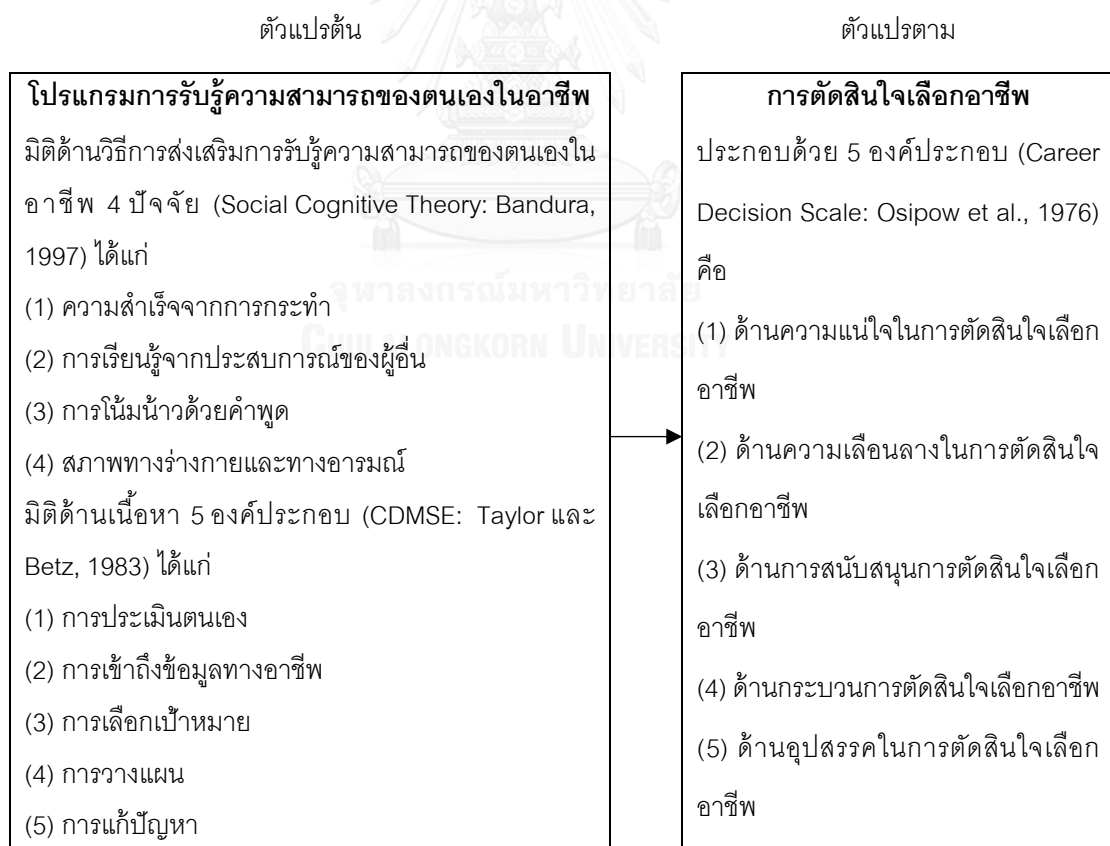 ตัวแปรต้น
โปรแกรมการรับรู้ความสามารถของตนเองในอาชีพ
มิติด้านวิธีการส่งเสริมการรับรู้ความสามารถของตนเองใน
อาชีพ 4 ปัจจัย (Social Cognitive Theory: Bandura,
1997) ได้แก่
(1) ความสำเร็จจากการกระทำ
(2) การเรียนรู้จากประสบการณ์ของผู้อื่น
(3) การโน้มน้าวด้วยคำพูด
(4) สภาพทางร่างกายและทางอารมณ์
มิติด้านเนื้อหา 5 องค์ประกอบ (CDMSE: Taylor และ
Betz, 1983) ได้แก่
(1) การประเมินตนเอง
(2) การเข้าถึงข้อมูลทางอาชีพ
(3) การเลือกเป้าหมาย
(4) การวางแผน
(5) การแก้ปัญหา
ตัวแปรตาม
การตัดสินใจเลือกอาชีพ
ประกอบด้วย 5 องค์ประกอบ (Career
Decision Scale: Osipow et al., 1976)
คือ
(1) ด้านความแน่ใจในการตัดสินใจเลือก
อาชีพ
(2) ด้านความเลือนลางในการตัดสินใจ
เลือกอาชีพ
(3) ด้านการสนับสนุนการตัดสินใจเลือก
อาชีพ
(4) ด้านกระบวนการตัดสินใจเลือกอาชีพ
(5) ด้านอุปสรรคในการตัดสินใจเลือก
อาชีพ
จุฬาลงกรณ์มหาวิทยาลัย
CHULALONGKORN UNIVERSITY